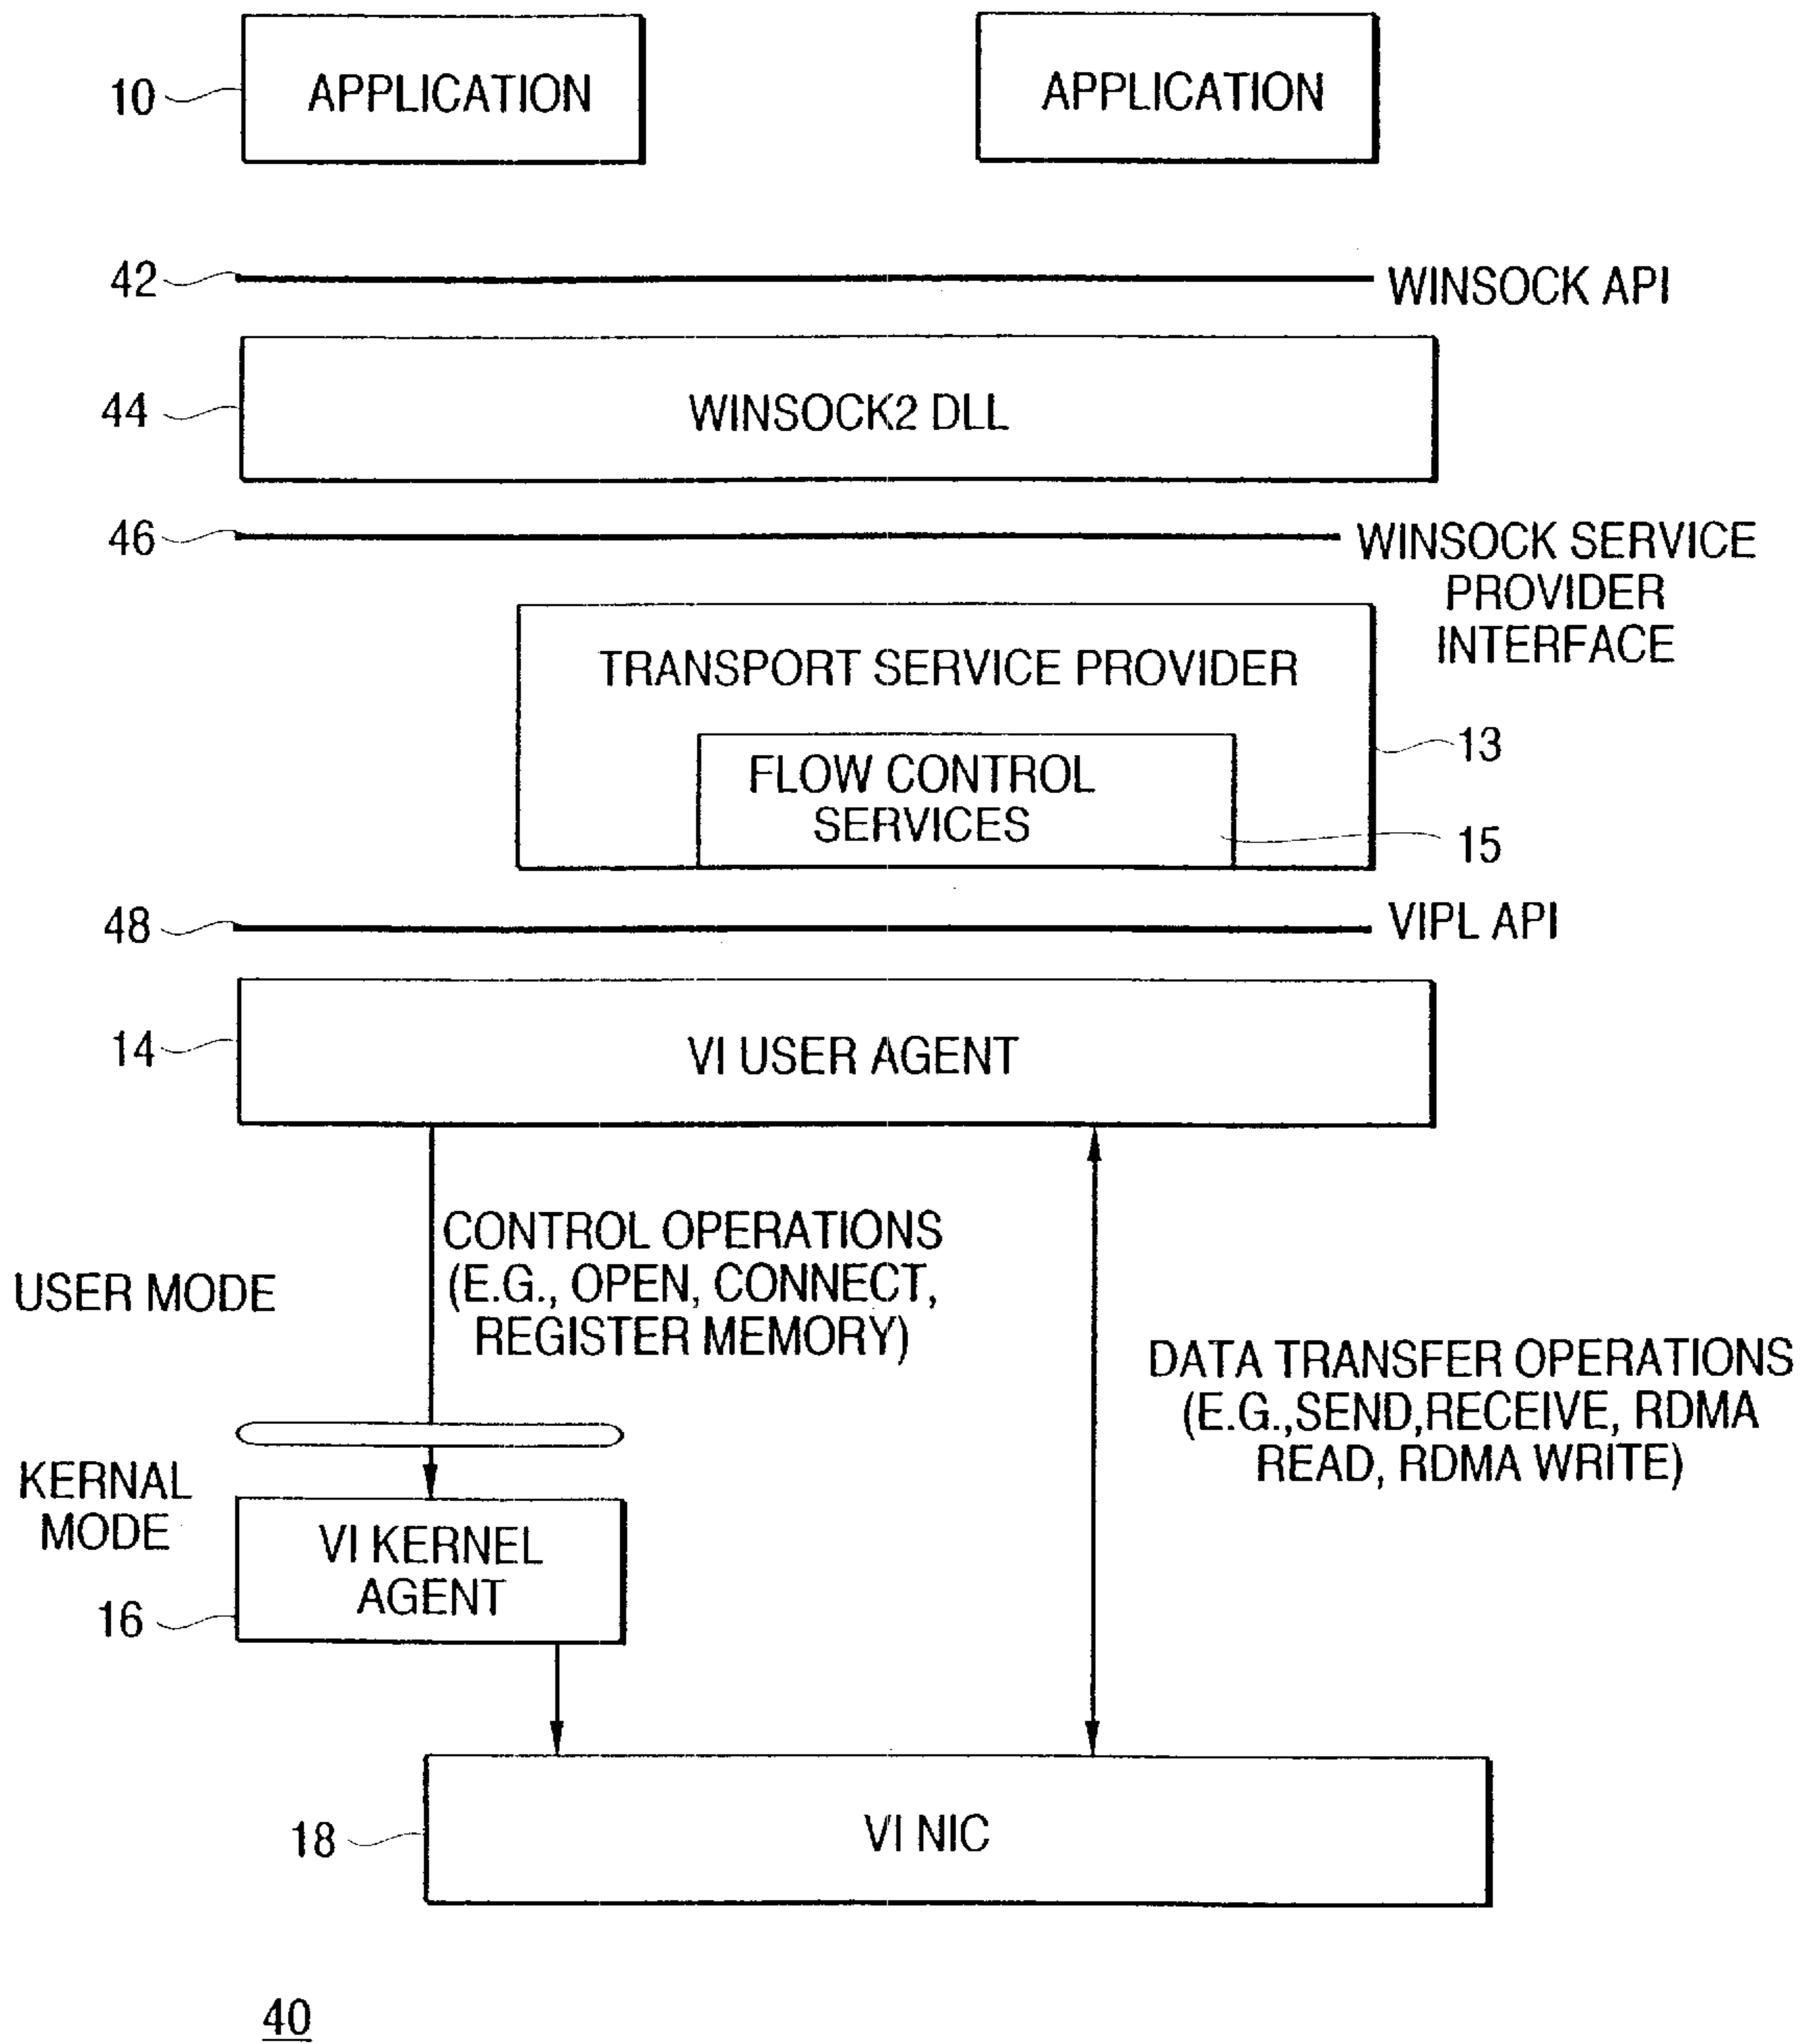 APPLICATION
APPLICATION
10
42
WINSOCK API
44
WINSOCK2 DLL
46
WINSOCK SERVICE
PROVIDER
INTERFACE
TRANSPORT SERVICE PROVIDER
13
FLOW CONTROL
SERVICES
15
48
VIPL API
14
VI USER AGENT
CONTROL OPERATIONS
(E.G., OPEN, CONNECT,
REGISTER MEMORY)
USER MODE
DATA TRANSFER OPERATIONS
(E.G.,SEND,RECEIVE, RDMA
READ, RDMA WRITE)
KERNAL
MODE
VI KERNEL
AGENT
16
18
VI NIC
40